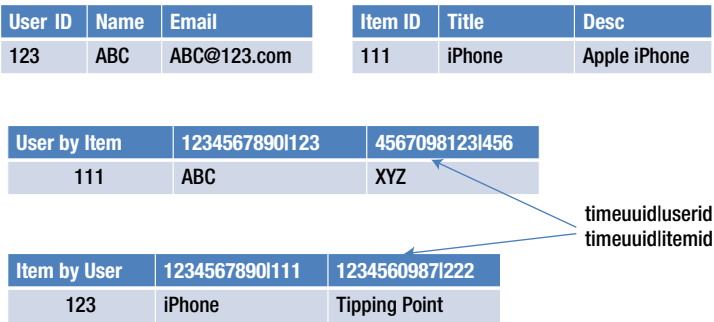 User ID Name Email Item ID Title Desc
123 ABC ABC@123.com 111 iPhone Apple iPhone
User by Item 1234567890|123 4567098123|456
111 ABC XYZ
timeuuid|userid
timeuuid|itemid
Item by User 1234567890|111 1234560987|222
123 iPhone Tipping Point